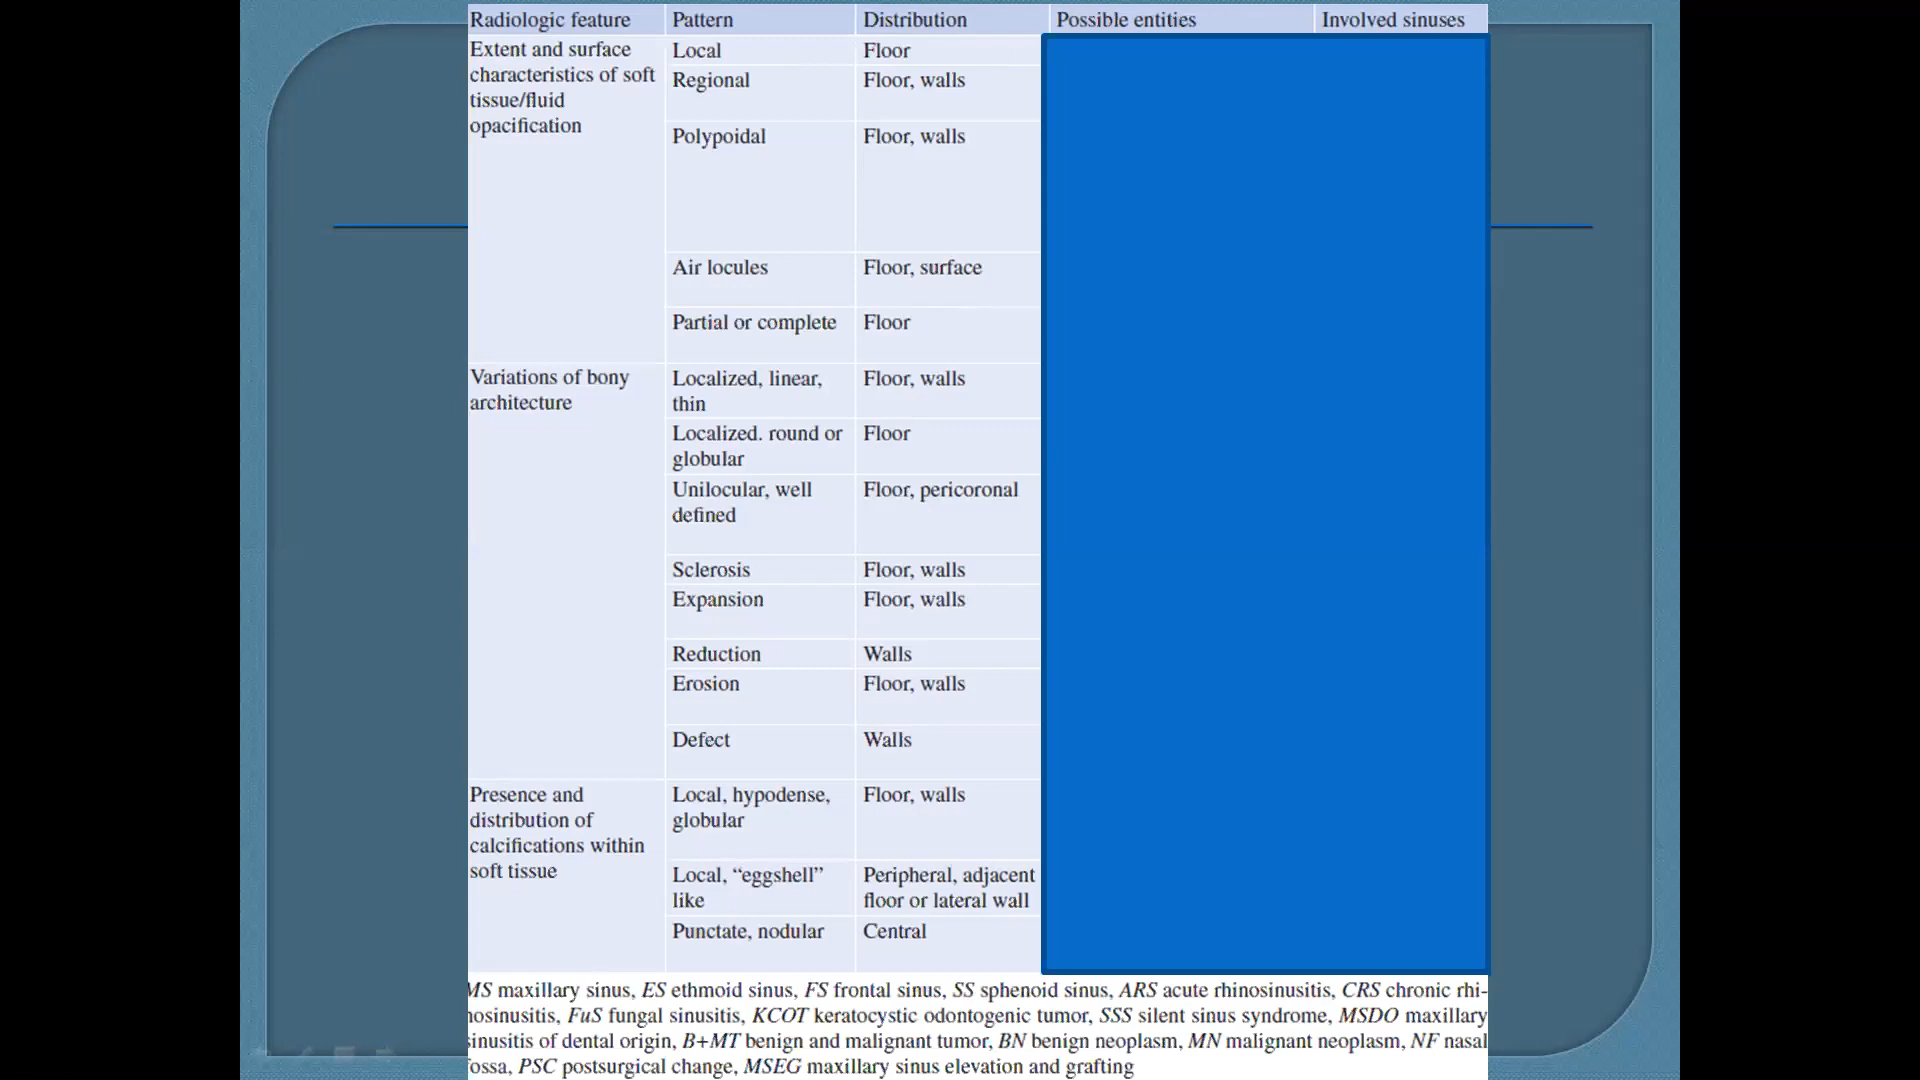 Radiologic feature Pattern Distribution Possible entities Involved sinuses
Extent and surface
characteristics of soft
tissue/fluid
opacification
Local Floor
Regional Floor, walls
Polypoidal Floor, walls
Air locules Floor, surface
Partial or complete Floor
Variations of bony
architecture
Localized, linear,
thin
Floor, walls
Localized. round or
globular
Floor
Unilocular, well
defined
Floor, pericoronal
Sclerosis Floor, walls
Expansion Floor, walls
Reduction Walls
Erosion Floor, walls
Defect Walls
Presence and
distribution of
calcifications within
soft tissue
Local, hypodense,
globular
Floor, walls
Local, “eggshell”
like
Peripheral, adjacent
floor or lateral wall
Punctate, nodular Central
MS maxillary sinus, ES ethmoid sinus, FS frontal sinus, SS sphenoid sinus, ARS acute rhinosinusitis, CRS chronic rhi-
nosinusitis, FuS fungal sinusitis, KCOT keratocystic odontogenic tumor, SSS silent sinus syndrome, MSDO maxillary
sinusitis of dental origin, B+MT benign and malignant tumor, BN benign neoplasm, MN malignant neoplasm, NF nasal
fossa, PSC postsurgical change, MSEG maxillary sinus elevation and grafting